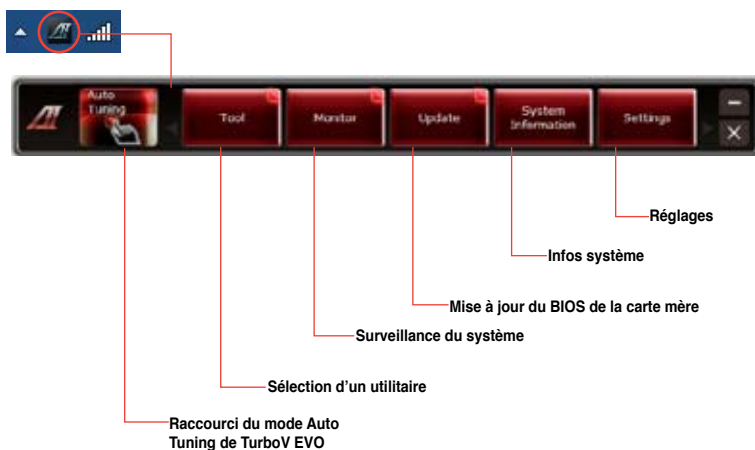 Auto
Tuning
Tool
Monitor
Update
System
Information
Settings
Réglages
Infos système
Mise à jour du BIOS de la carte mère
Surveillance du système
Sélection d'un utilitaire
Raccourci du mode Auto
Tuning de TurboV EVO